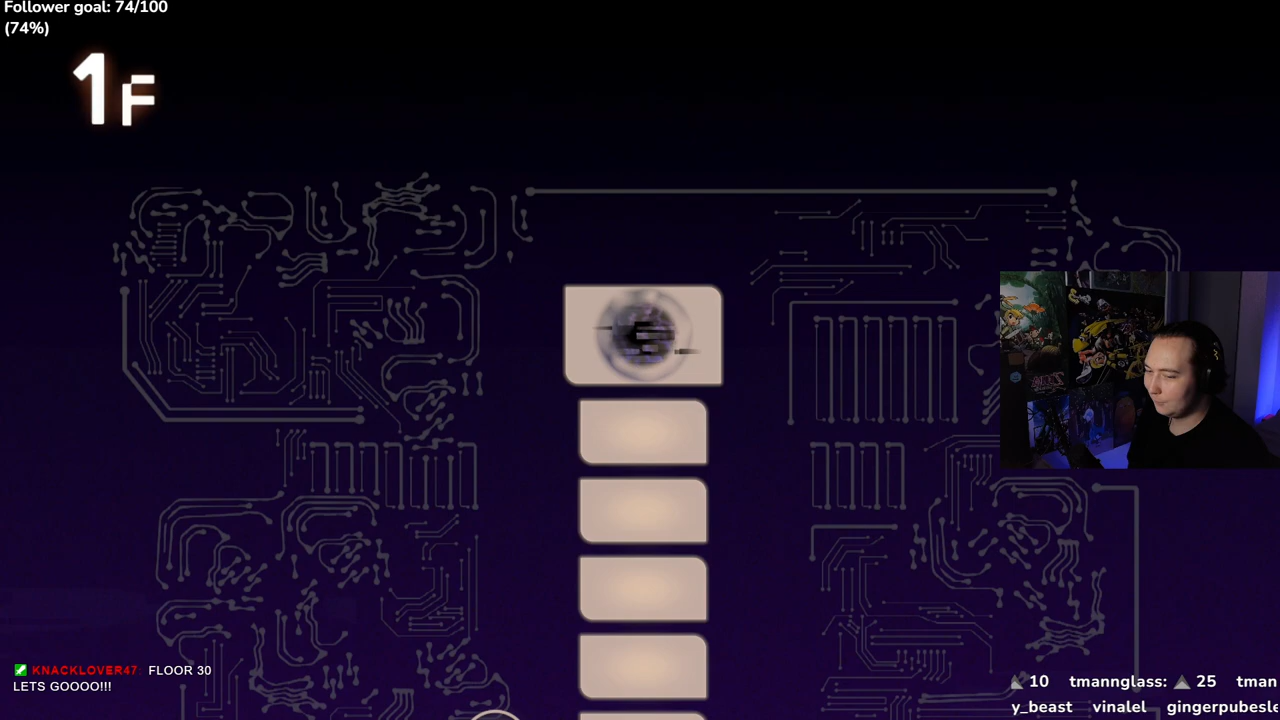 Follower goal: 74/100
(74%)
1F
KNACKLOVER47: FLOOR 30
LETS GOOOO!!!
10 tmannglass: 25 tman
y_beast vinalel gingerpubesle